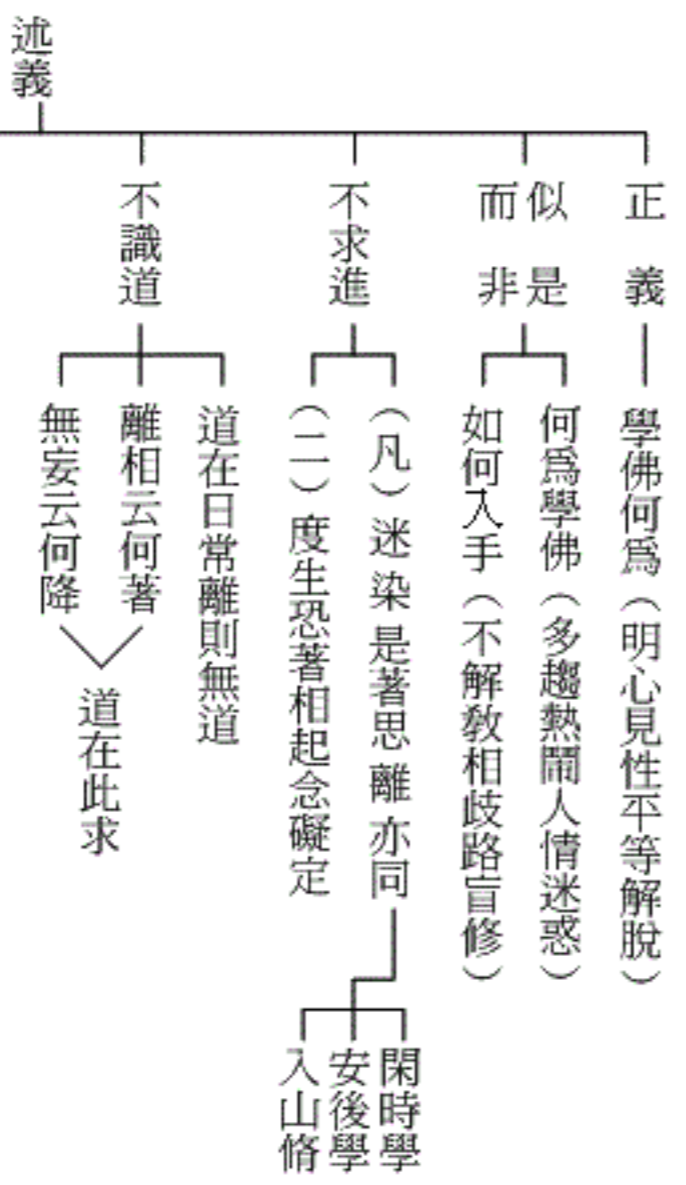 述義
正義
學佛何爲（明心見性平等解脫）
似是
而非
何爲學佛（多趨熱鬧人情迷惑）
如何入手（不解敎相歧路盲修）
不求進
（凡）迷染是著思離亦同
閑時學
安後學
入山脩
（二）度生恐著相起念礙定
不識道
道在日常離則無道
離相云何著
無妄云何降
道在此求